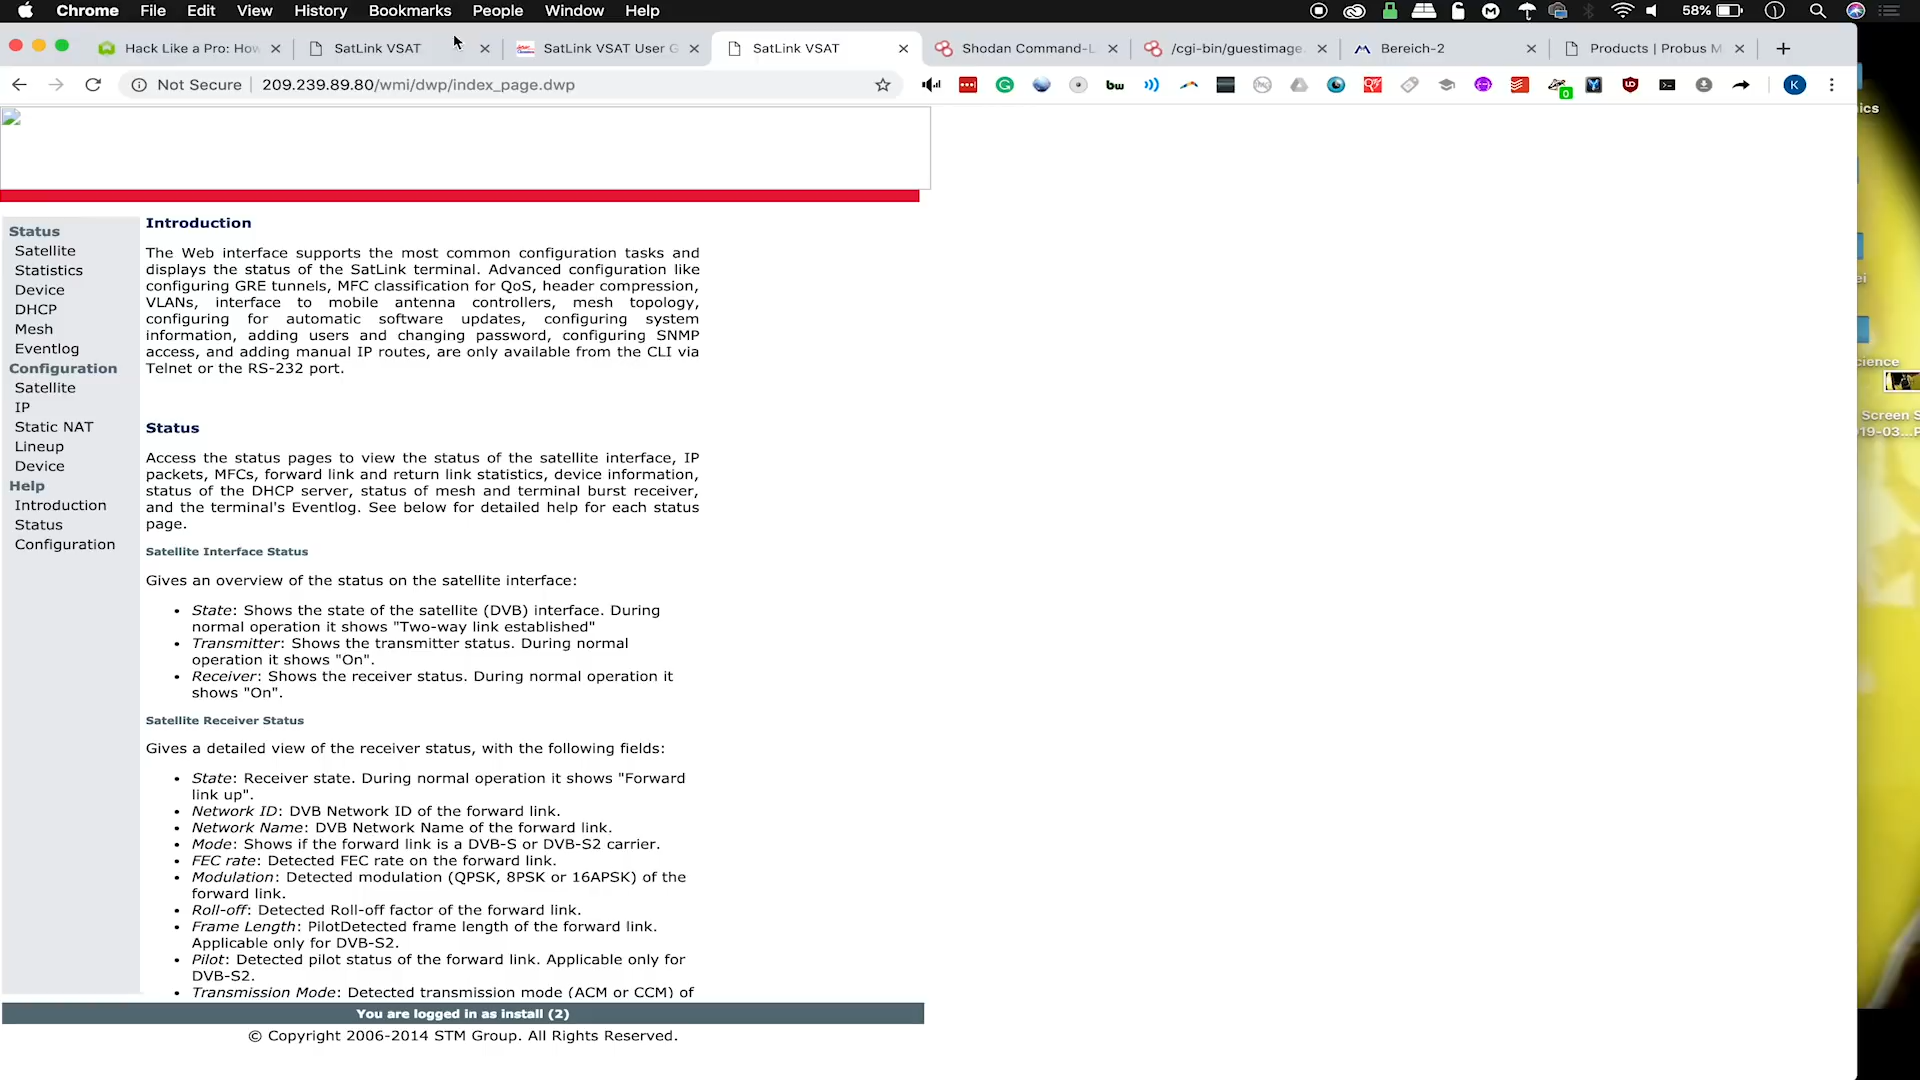 Chrome File Edit View History Bookmarks People Window Help 58%
Hack Like a Pro: How SatLink VSAT SatLink VSAT User G SatLink VSAT Shodan Command-L /cgi-bin/guestimage. Bereich-2 Products | Probus M
Not Secure 209.239.89.80/wmi/dwp/index_page.dwp
bw
0
K
ics
ei
cience
Screen S
19-03...P
Status
Satellite
Statistics
Device
DHCP
Mesh
Eventlog
Configuration
Satellite
IP
Static NAT
Lineup
Device
Help
Introduction
Status
Configuration
Introduction
The Web interface supports the most common configuration tasks and
displays the status of the SatLink terminal. Advanced configuration like
configuring GRE tunnels, MFC classification for QoS, header compression,
VLANs, interface to mobile antenna controllers, mesh topology,
configuring for automatic software updates, configuring system
information, adding users and changing password, configuring SNMP
access, and adding manual IP routes, are only available from the CLI via
Telnet or the RS-232 port.
Status
Access the status pages to view the status of the satellite interface, IP
packets, MFCs, forward link and return link statistics, device information,
status of the DHCP server, status of mesh and terminal burst receiver,
and the terminal's Eventlog. See below for detailed help for each status
page.
Satellite Interface Status
Gives an overview of the status on the satellite interface:
• State: Shows the state of the satellite (DVB) interface. During
normal operation it shows "Two-way link established"
• Transmitter: Shows the transmitter status. During normal
operation it shows "On".
• Receiver: Shows the receiver status. During normal operation it
shows "On".
Satellite Receiver Status
Gives a detailed view of the receiver status, with the following fields:
• State: Receiver state. During normal operation it shows "Forward
link up".
• Network ID: DVB Network ID of the forward link.
• Network Name: DVB Network Name of the forward link.
• Mode: Shows if the forward link is a DVB-S or DVB-S2 carrier.
• FEC rate: Detected FEC rate on the forward link.
• Modulation: Detected modulation (QPSK, 8PSK or 16APSK) of the
forward link.
• Roll-off: Detected Roll-off factor of the forward link.
• Frame Length: PilotDetected frame length of the forward link.
Applicable only for DVB-S2.
• Pilot: Detected pilot status of the forward link. Applicable only for
DVB-S2.
• Transmission Mode: Detected transmission mode (ACM or CCM) of
You are logged in as install (2)
© Copyright 2006-2014 STM Group. All Rights Reserved.